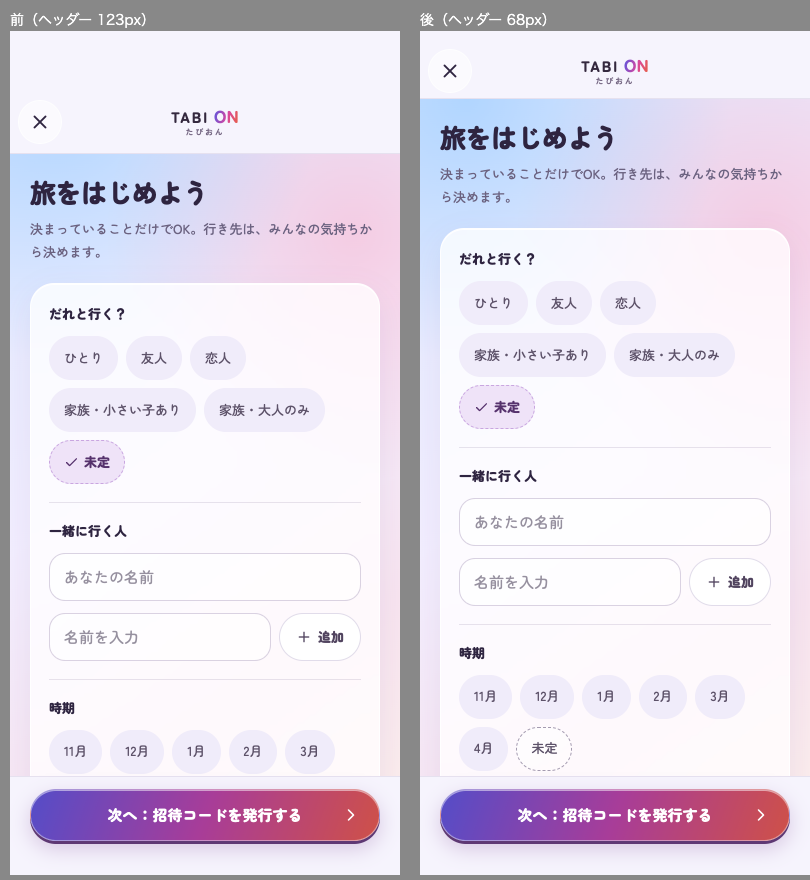 前（ヘッダー 123px）
TABI ON
たびおん
旅をはじめよう
決まっていることだけでOK。行き先は、みんなの気持ちか
ら決めます。
だれと行く？
ひとり 友人 恋人
家族・小さい子あり 家族・大人のみ
未定
一緒に行く人
あなたの名前
名前を入力 ＋ 追加
時期
11月 12月 1月 2月 3月
次へ：招待コードを発行する
後（ヘッダー 68px）
TABI ON
たびおん
旅をはじめよう
決まっていることだけでOK。行き先は、みんなの気持ちか
ら決めます。
だれと行く？
ひとり 友人 恋人
家族・小さい子あり 家族・大人のみ
未定
一緒に行く人
あなたの名前
名前を入力 ＋ 追加
時期
11月 12月 1月 2月 3月
4月 未定
次へ：招待コードを発行する